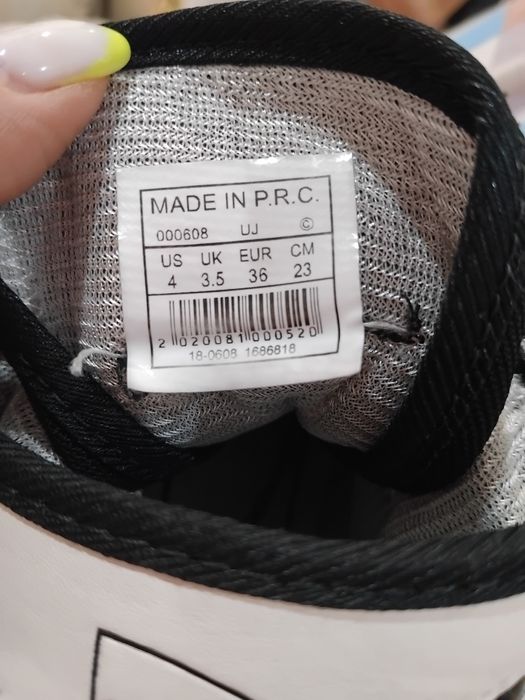 MADE IN P.R.C.
000608 UJ ©
US UK EUR CM
4 3.5 36 23
2 020081 000520
18-0608 1686818